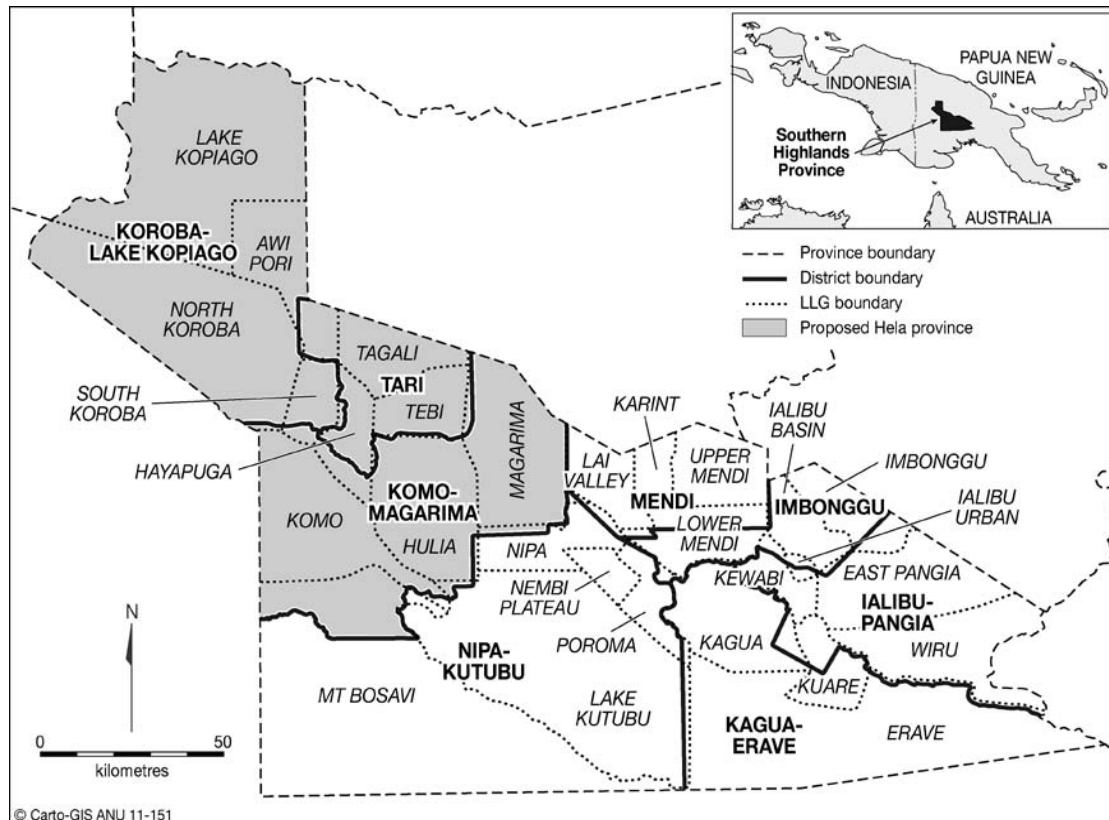 LAKE
KOPIAGO
KOROBA-
LAKE KOPIAGO
AWI
PORI
NORTH
KOROBA
SOUTH
KOROBA
HAYAPUGA
TAGALI
TARI
TEBI
MAGARIMA
KOMO
KOMO-
MAGARIMA
HULIA
LAI
VALLEY
KARINT
UPPER
MENDI
MENDI
LOWER
MENDI
IALIBU
BASIN
IMBONGGU
IMBONGGU
IALIBU
URBAN
NIPA
NEMBI
PLATEAU
POROMA
KEWABI
EAST PANGIA
IALIBU-
PANGIA
WIRU
KAGUA
KUARE
NIPA-
KUTUBU
MT BOSAVI
LAKE
KUTUBU
KAGUA-
ERAVE
ERAVE
INDONESIA
PAPUA NEW
GUINEA
Southern
Highlands
Province
AUSTRALIA
Province boundary
District boundary
LLG boundary
Proposed Hela province
N
0 50
kilometres
© Carto-GIS ANU 11-151